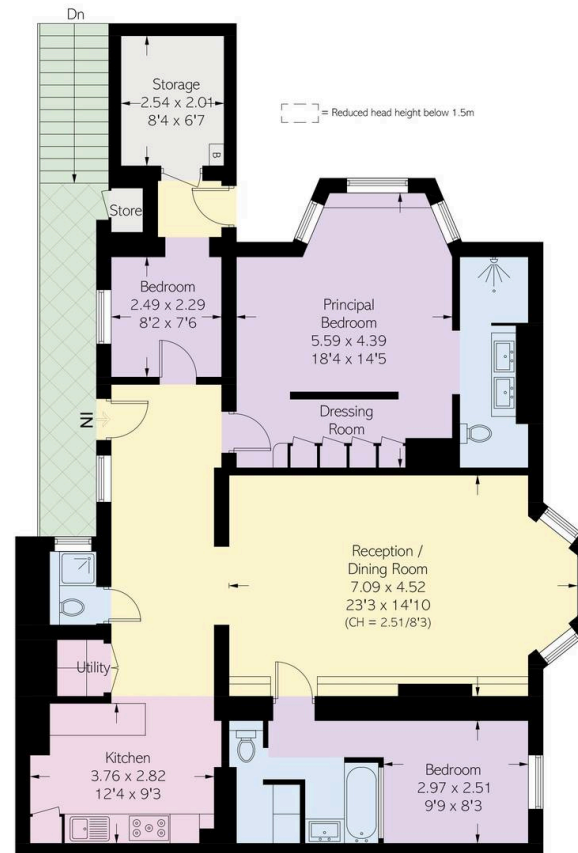 Dn
Storage
2.54 x 2.01
8'4 x 6'7
= Reduced head height below 1.5m
B
Store
Bedroom
2.49 x 2.29
8'2 x 7'6
Principal
Bedroom
5.59 x 4.39
18'4 x 14'5
Dressing
Room
IN
Reception /
Dining Room
7.09 x 4.52
23'3 x 14'10
(CH = 2.51/8'3)
Utility
Kitchen
3.76 x 2.82
12'4 x 9'3
Bedroom
2.97 x 2.51
9'9 x 8'3